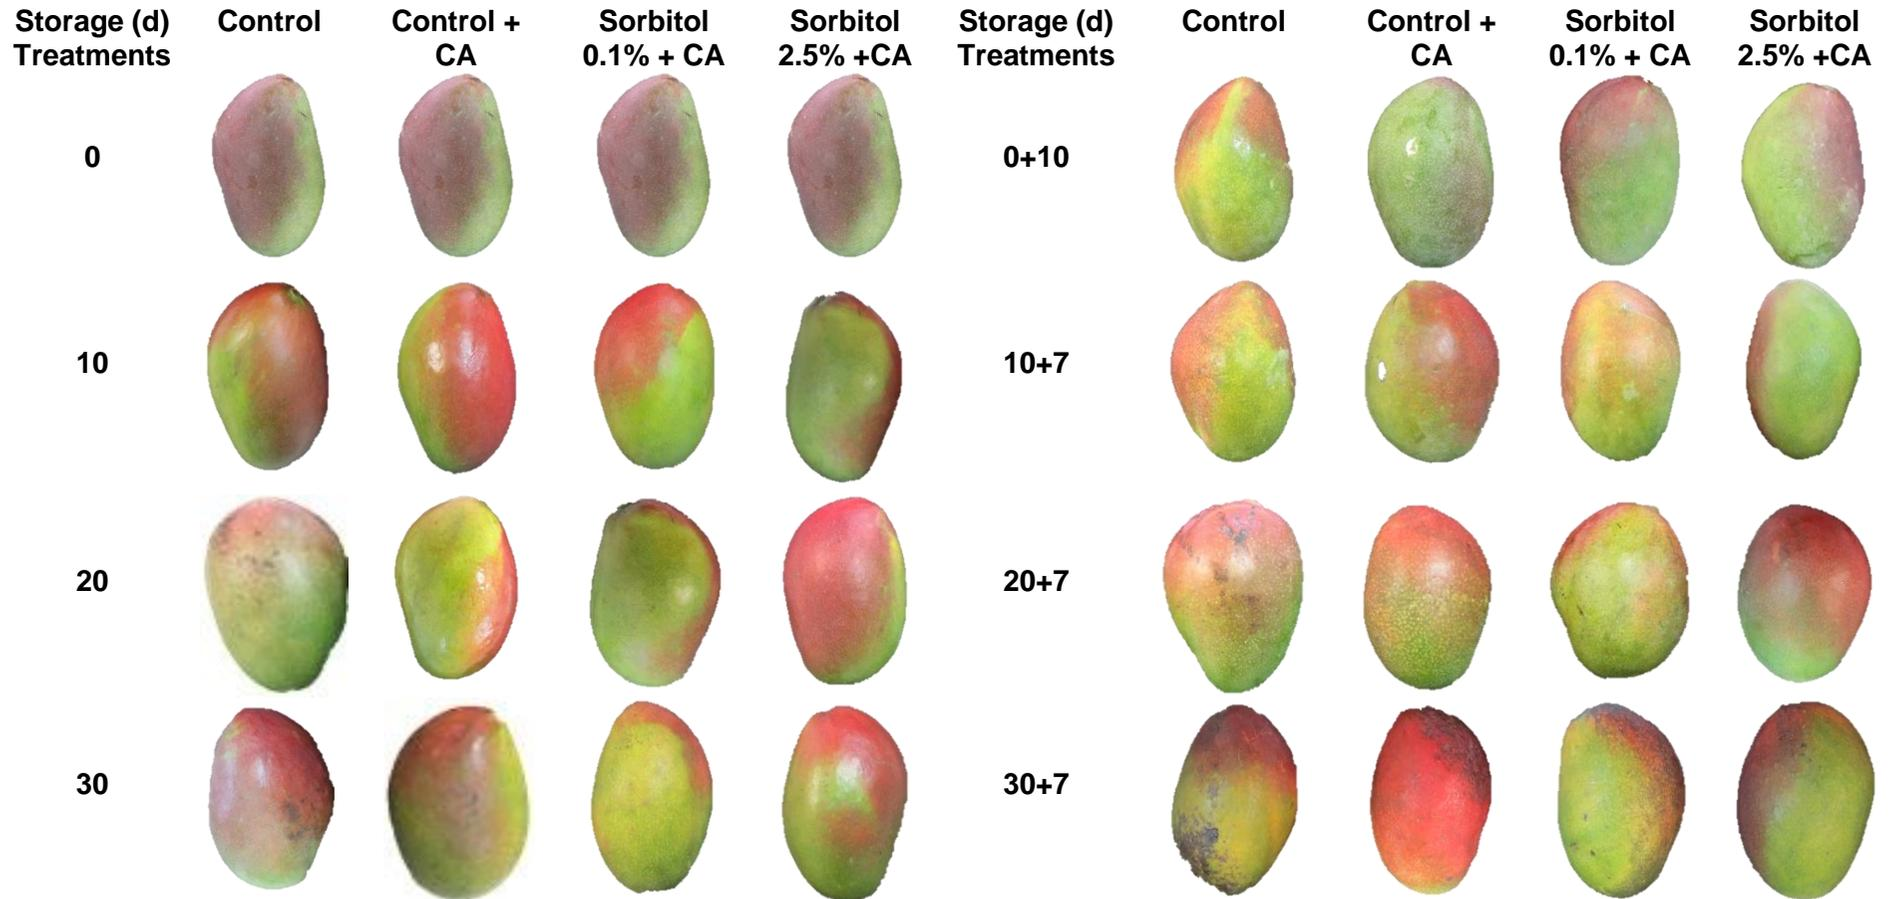 Storage (d) Control Control + Sorbitol Sorbitol Storage (d) Control Control + Sorbitol Sorbitol
Treatments CA 0.1% + CA 2.5% +CA Treatments CA 0.1% + CA 2.5% +CA
0 0+10
10 10+7
20 20+7
30 30+7